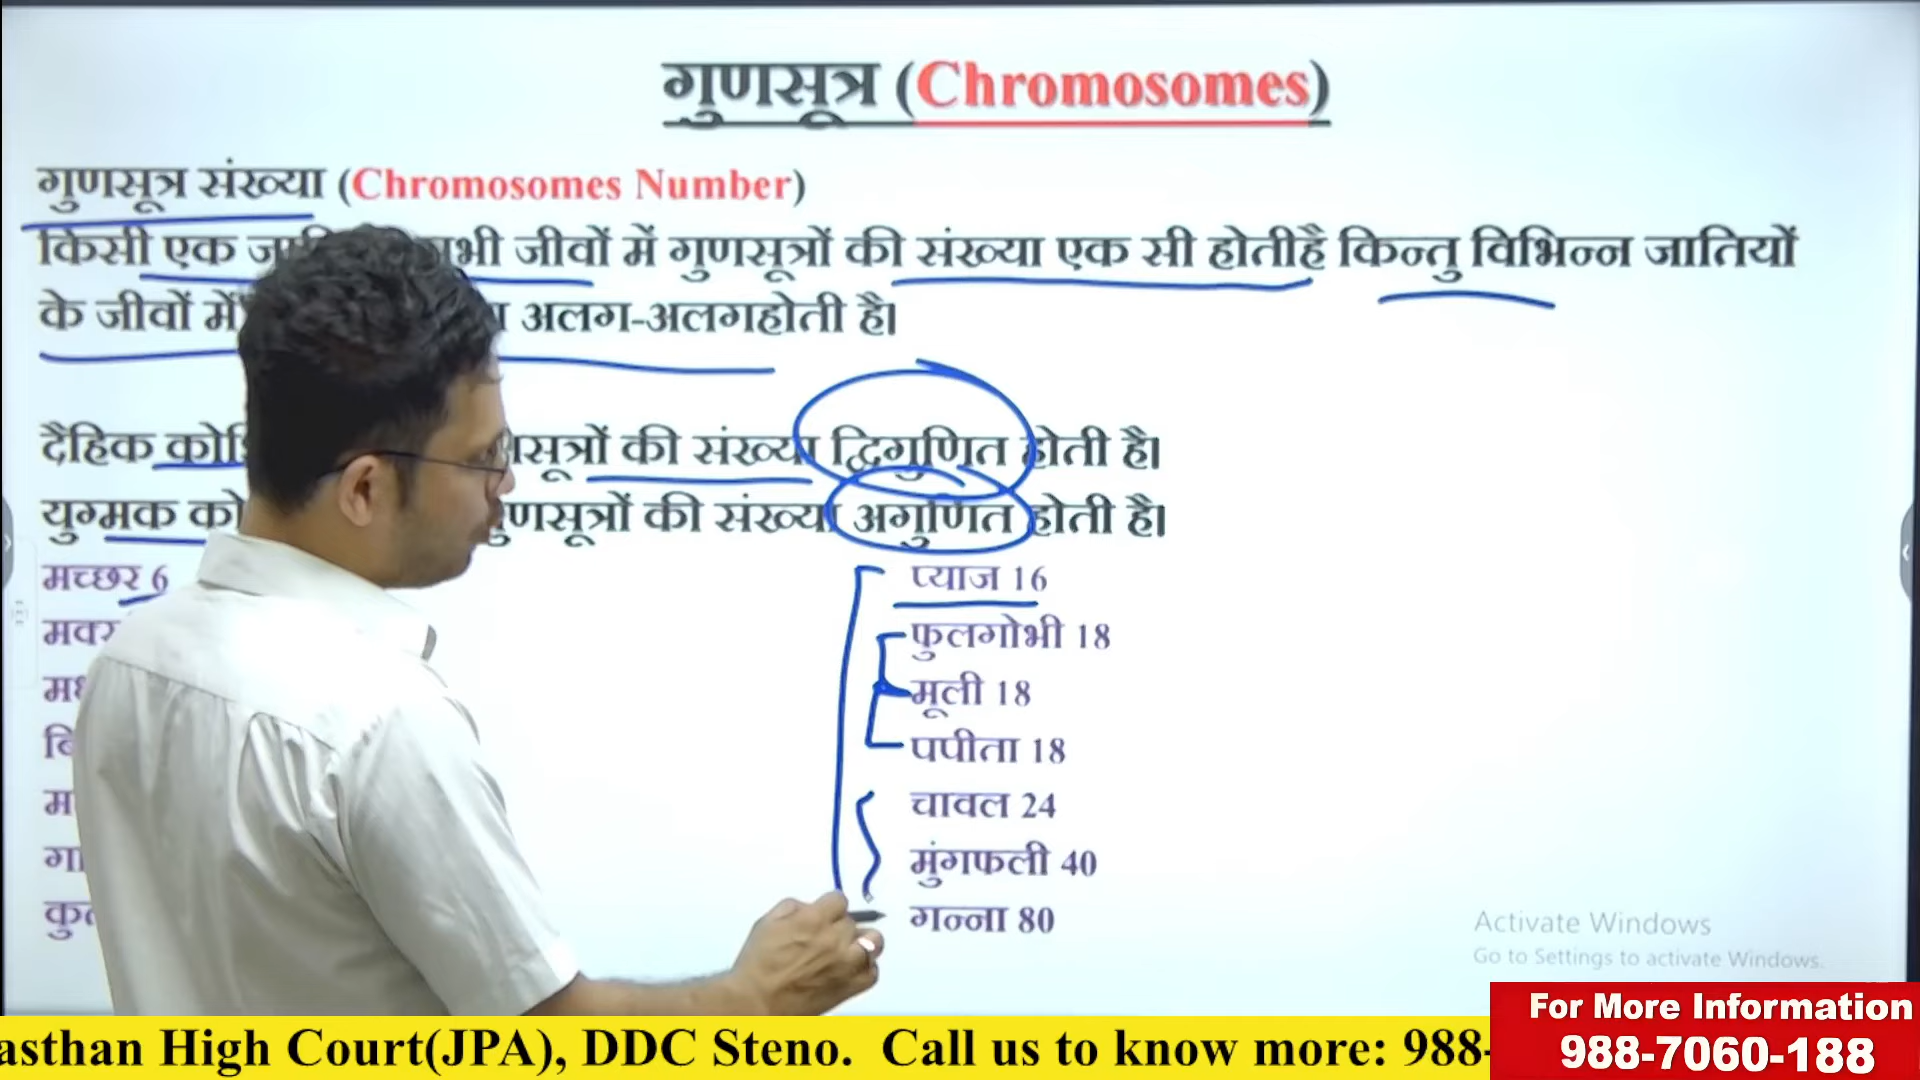 गुणसूत्र (Chromosomes)
गुणसूत्र संख्या (Chromosomes Number)
किसी एक जीवों में गुणसूत्रों की संख्या एक सी होतीहै किन्तु विभिन्न जातियों
के जीवों में अलग-अलगहोती है।
दैहिक की संख्या द्विगुणित होती है।
युग्मक की संख्या अगुणित होती है।
मच्छर 6
प्याज 16
फुलगोभी 18
मूली 18
पपीता 18
चावल 24
मुंगफली 40
गन्ना 80
Activate Windows
Go to Settings to activate Windows.
For More Information
988-7060-188
High Court(JPA), DDC Steno. Call us to know more: 988-